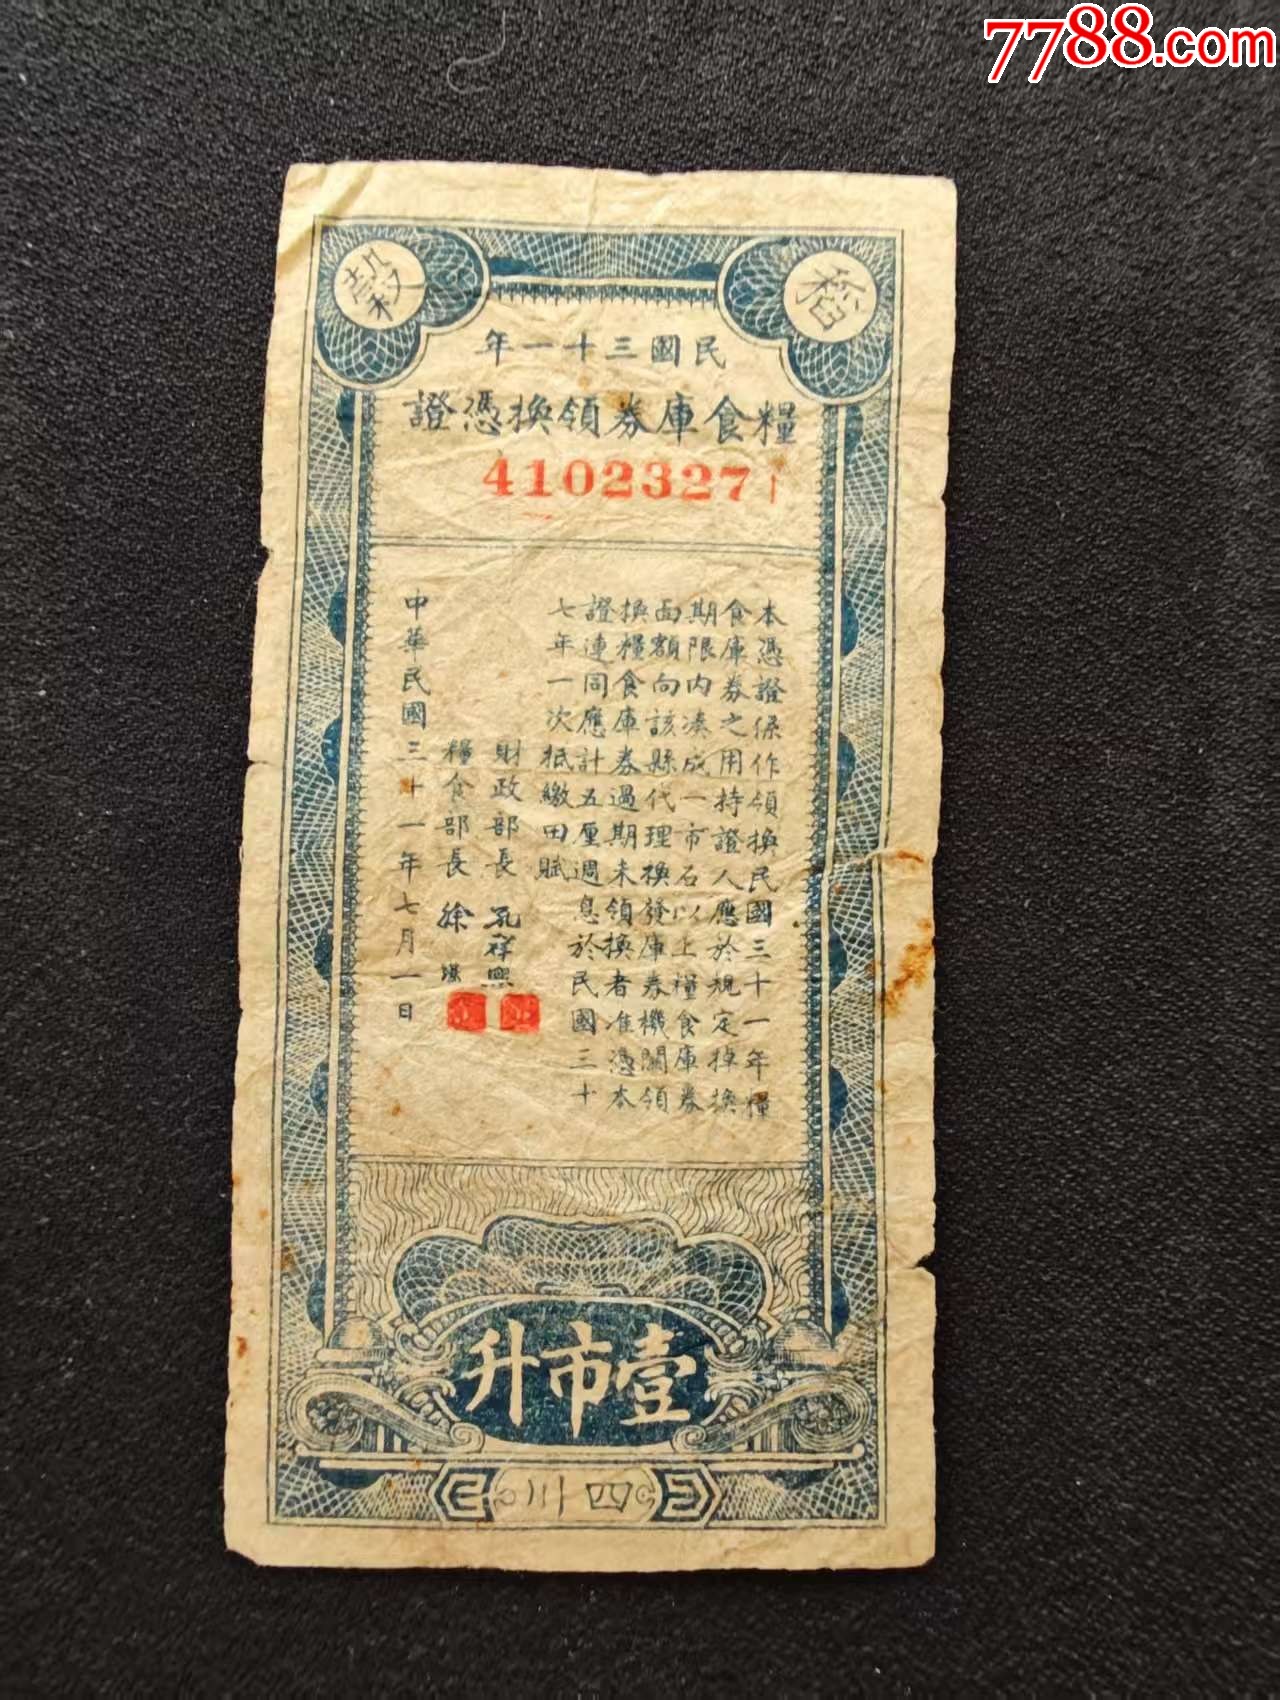 7788.com
稻穀
民國三十一年
糧食庫券領換憑證
4102327
本憑證係作領換民國三十一年糧
食庫券之用持證人應於規定掉換
期限內湊成一市石以上糧食庫券
面額向該縣代理換發庫券機關領
換糧食庫券過期未領換者准憑本
證連同應計五厘週息於民國三十
七年一次抵繳田賦
財政部長 孔祥熙
糧食部長 徐堪
中華民國三十一年七月一日
壹市升
四川